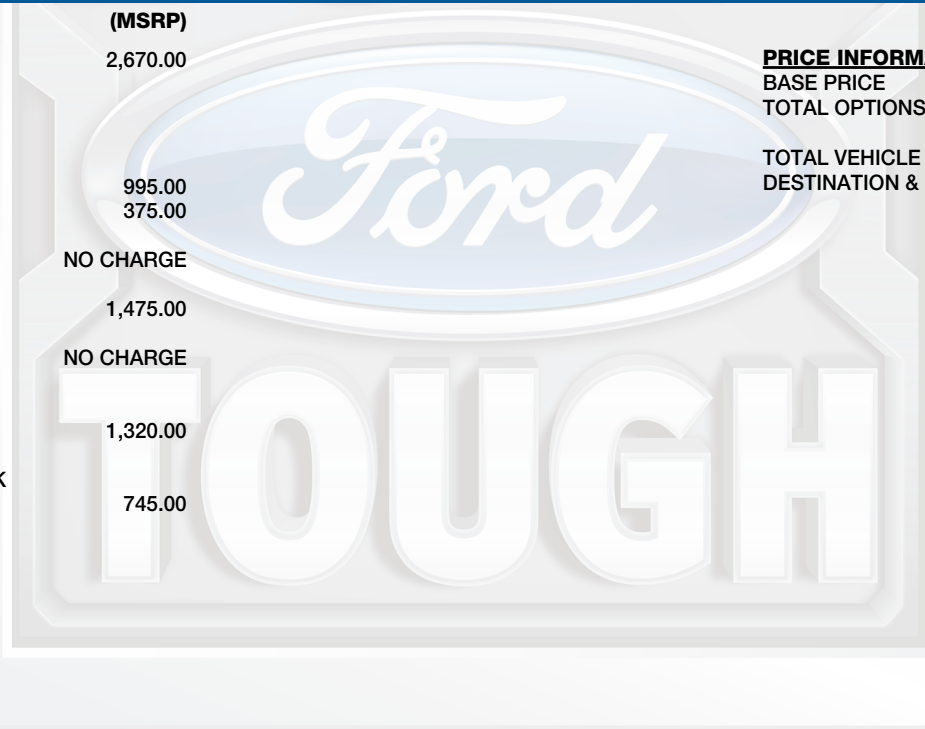 (MSRP)
2,670.00
995.00
375.00
NO CHARGE
1,475.00
NO CHARGE
1,320.00
K
745.00
PRICE INFORM
BASE PRICE
TOTAL OPTIONS
TOTAL VEHICLE
DESTINATION &
Ford
TOUGH